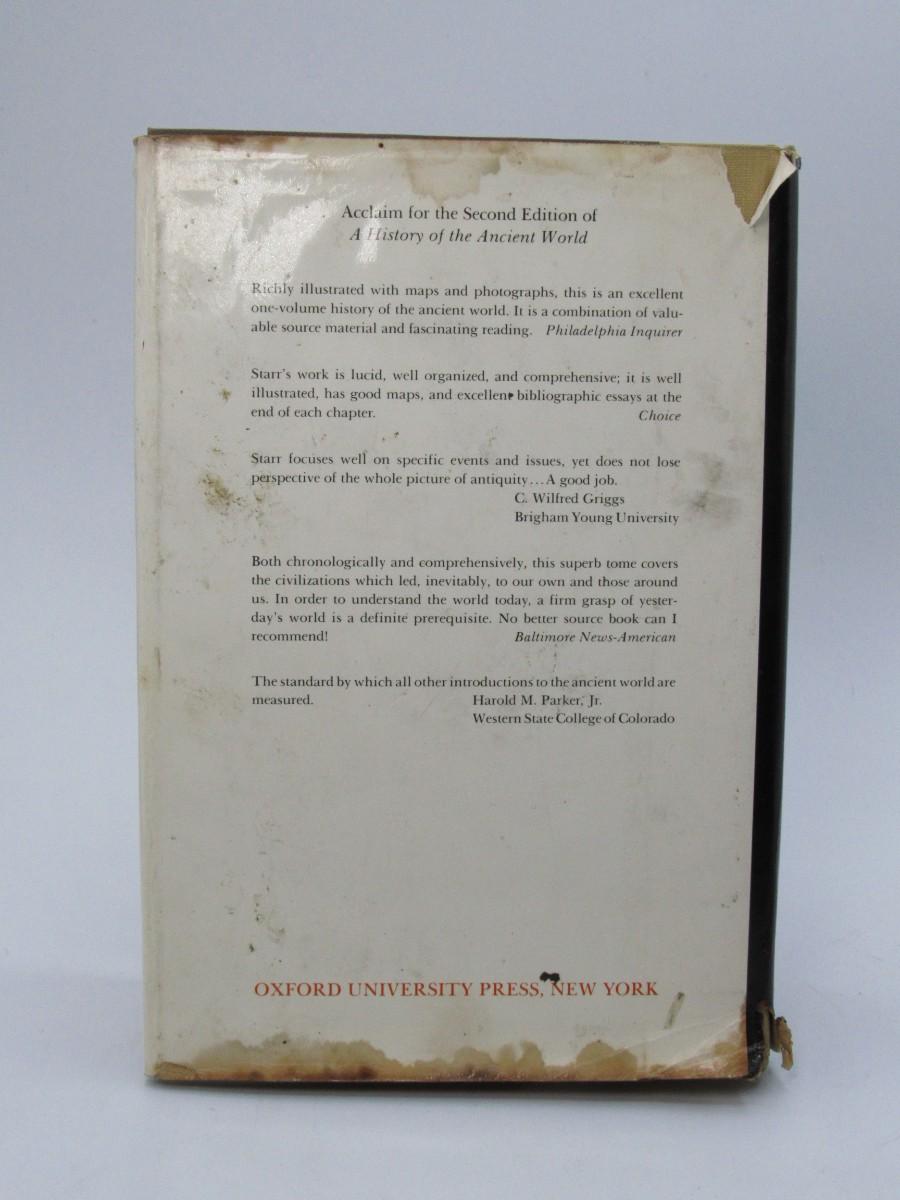 Acclaim for the Second Edition of
A History of the Ancient World
Richly illustrated with maps and photographs, this is an excellent
one-volume history of the ancient world. It is a combination of valu-
able source material and fascinating reading. Philadelphia Inquirer
Starr's work is lucid, well organized, and comprehensive; it is well
illustrated, has good maps, and excellent bibliographic essays at the
end of each chapter. Choice
Starr focuses well on specific events and issues, yet does not lose
perspective of the whole picture of antiquity...A good job.
C. Wilfred Griggs
Brigham Young University
Both chronologically and comprehensively, this superb tome covers
the civilizations which led, inevitably, to our own and those around
us. In order to understand the world today, a firm grasp of yester-
day's world is a definite prerequisite. No better source book can I
recommend! Baltimore News-American
The standard by which all other introductions to the ancient world are
measured. Harold M. Parker, Jr.
Western State College of Colorado
OXFORD UNIVERSITY PRESS, NEW YORK